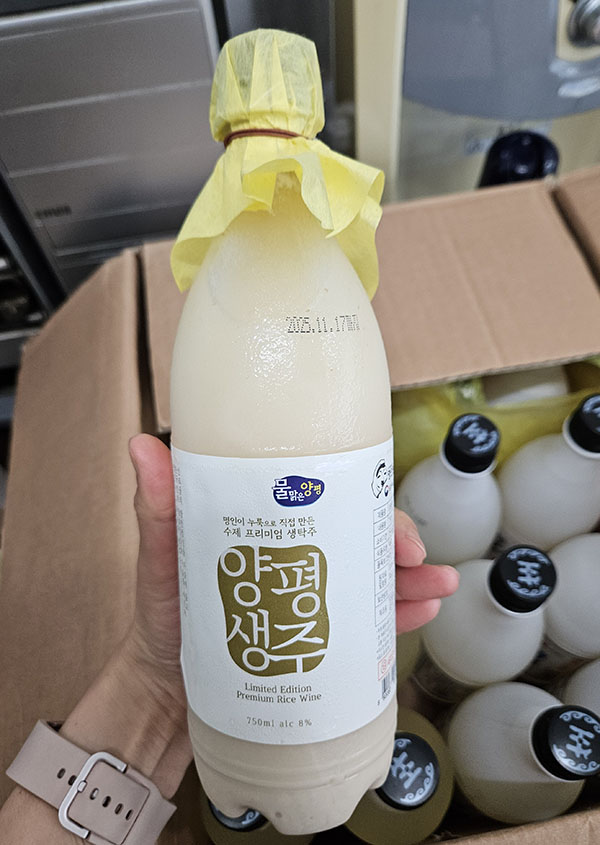 2025.11.17까지
물맑은양평
명인이 누룩으로 직접 만든
수제 프리미엄 생탁주
양평
생주
Limited Edition
Premium Rice Wine
750ml alc 8%